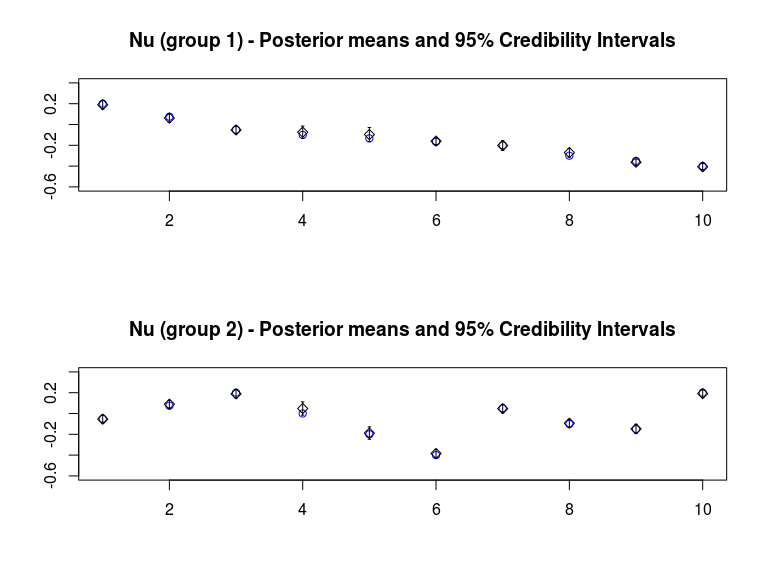 Nu (group 1) - Posterior means and 95% Credibility Intervals
0.2
-0.2
-0.6
2 4 6 8 10
Nu (group 2) - Posterior means and 95% Credibility Intervals
0.2
-0.2
-0.6
2 4 6 8 10